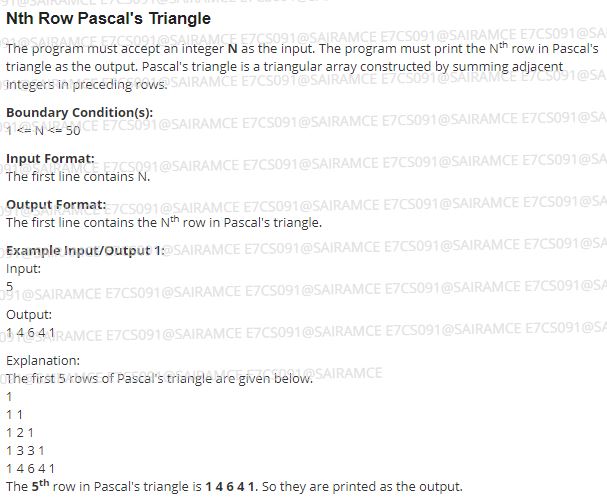 Nth Row Pascal's Triangle
The program must accept an integer N as the input. The program must print the Nth row in Pascal's
triangle as the output. Pascal's triangle is a triangular array constructed by summing adjacent
integers in preceding rows.
Boundary Condition(s):
1 <= N <= 50
Input Format:
The first line contains N.
Output Format:
The first line contains the Nth row in Pascal's triangle.
Example Input/Output 1:
Input:
5
Output:
1 4 6 4 1
Explanation:
The first 5 rows of Pascal's triangle are given below.
1
1 1
1 2 1
1 3 3 1
1 4 6 4 1
The 5th row in Pascal's triangle is 1 4 6 4 1. So they are printed as the output.